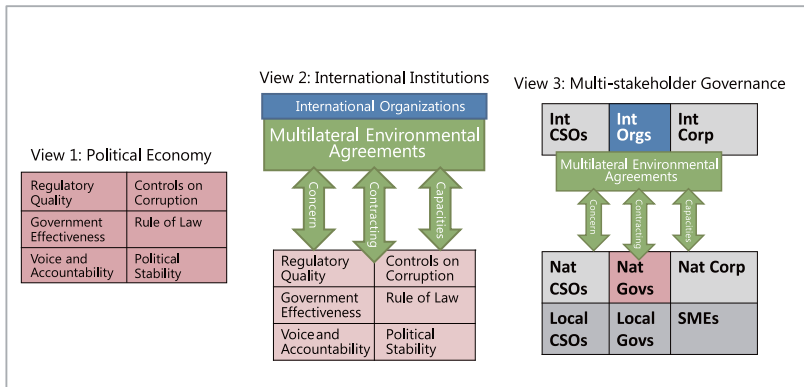 View 1: Political Economy
Regulatory
Quality
Controls on
Corruption
Government
Effectiveness
Rule of Law
Voice and
Accountability
Political
Stability
View 2: International Institutions
International Organizations
Multilateral Environmental
Agreements
Concern
Contracting
Capacities
Regulatory
Quality
Controls on
Corruption
Government
Effectiveness
Rule of Law
Voice and
Accountability
Political
Stability
View 3: Multi-stakeholder Governance
Int
CSOs
Int
Orgs
Int
Corp
Multilateral Environmental
Agreements
Concern
Contracting
Capacities
Nat
CSOs
Nat
Govs
Nat Corp
Local
CSOs
Local
Govs
SMEs